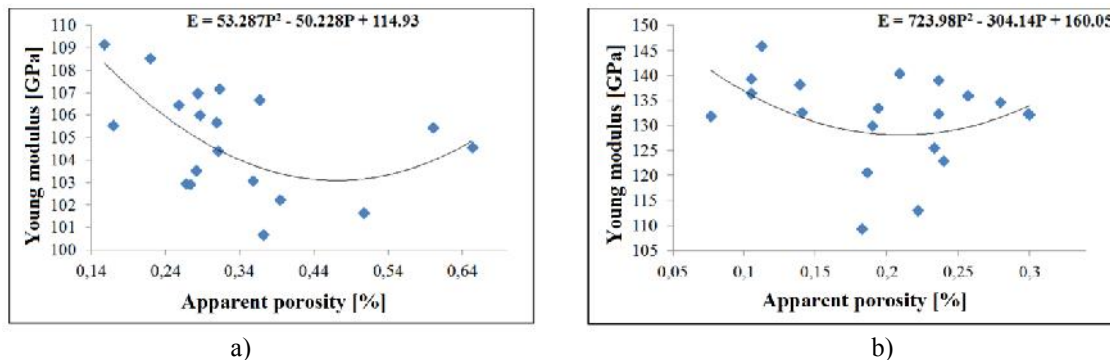 E = 53.287P² - 50.228P + 114.93
110
109
108
107
106
105
104
103
102
101
100
Young modulus [GPa]
0,14 0,24 0,34 0,44 0,54 0,64
Apparent porosity [%]
a)
E = 723.98P² - 304.14P + 160.05
150
145
140
135
130
125
120
115
110
105
Young modulus [GPa]
0,05 0,1 0,15 0,2 0,25 0,3
Apparent porosity [%]
b)